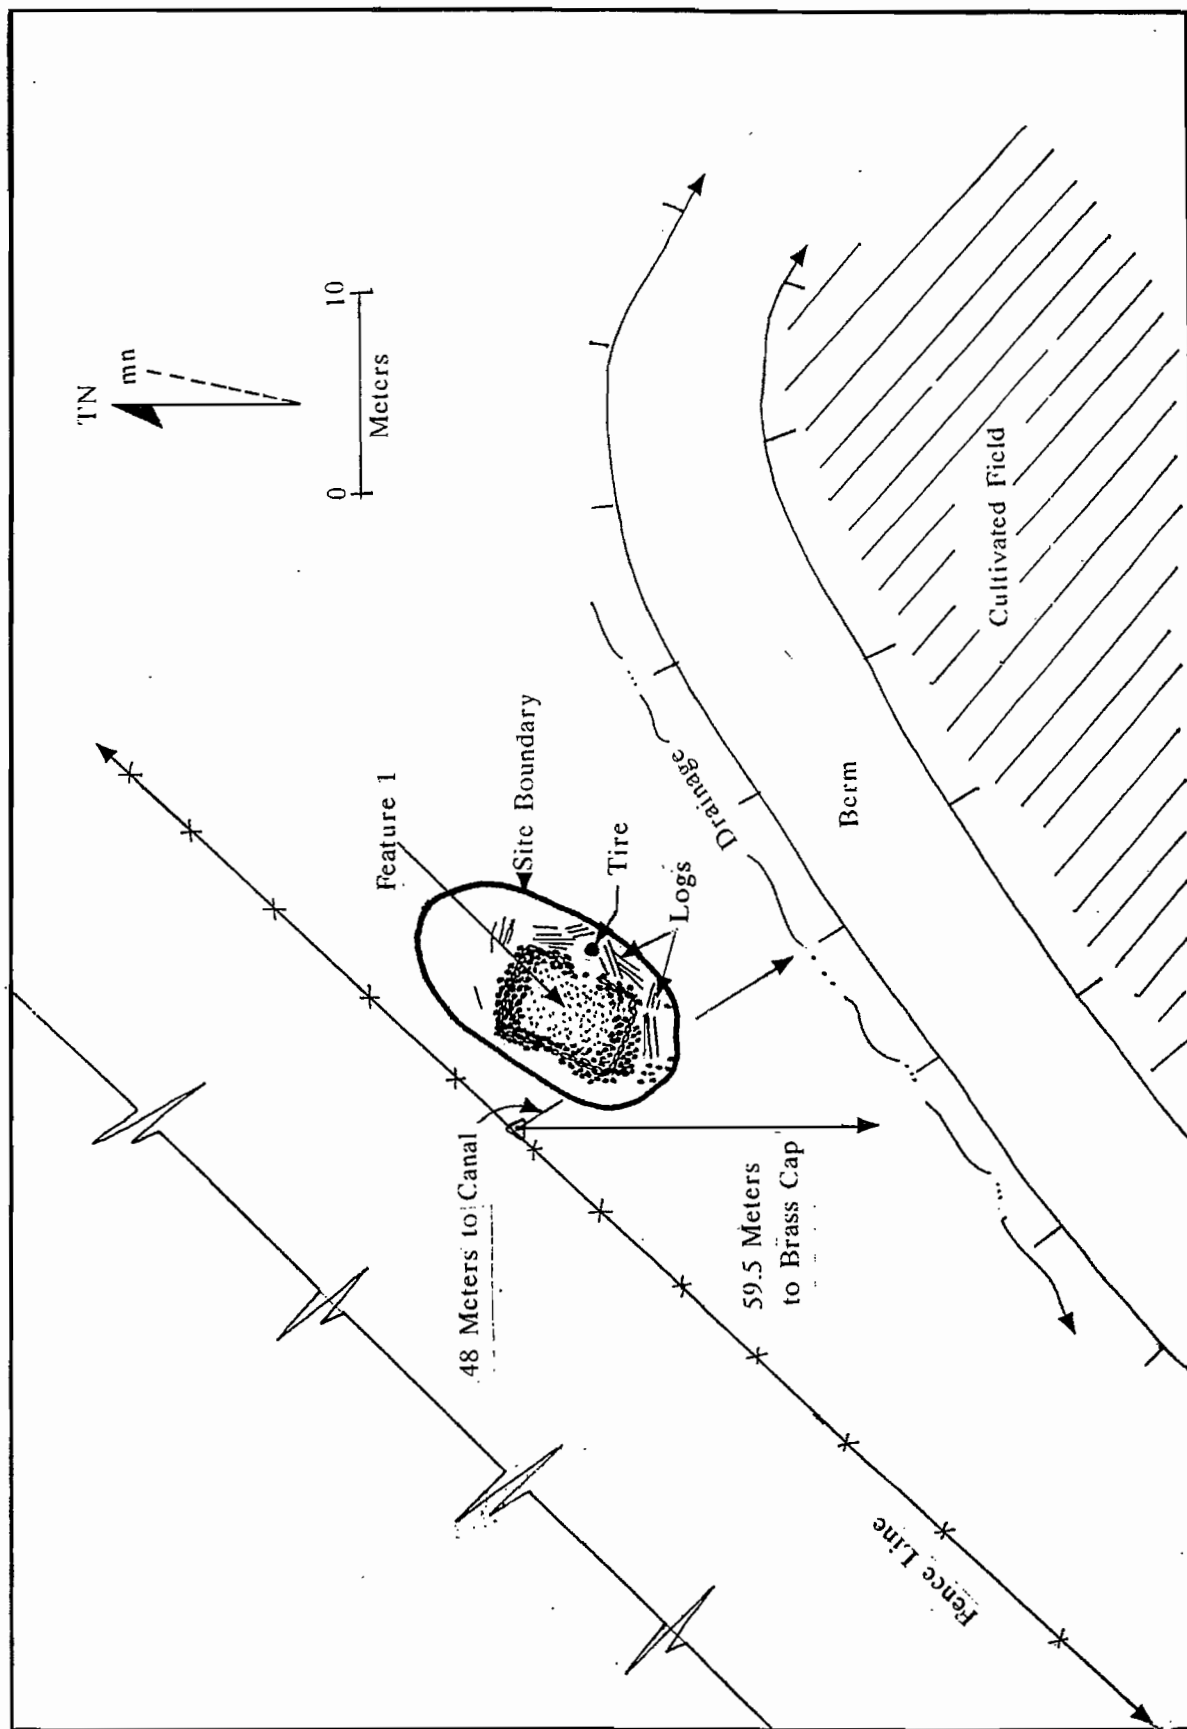 TN
mn
0
10
Meters
Feature 1
Site Boundary
Tire
Logs
Drainage
Berm
Cultivated Field
48 Meters to Canal
59.5 Meters
to Brass Cap
Fence Line